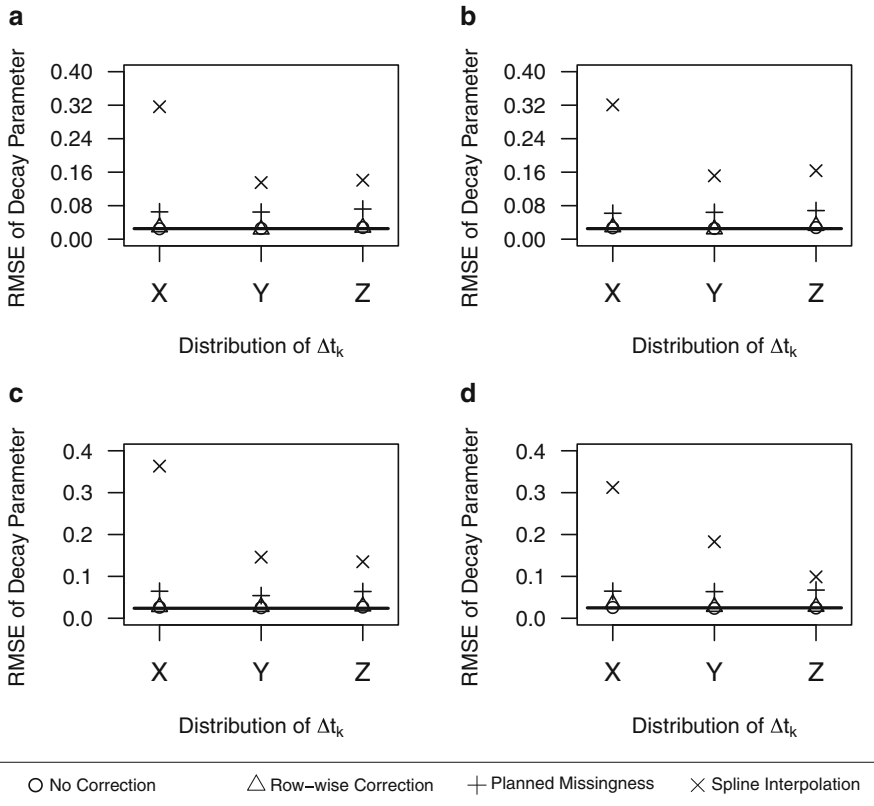 a
RMSE of Decay Parameter
0.40
0.32
0.24
0.16
0.08
0.00
X Y Z
Distribution of Δtk
b
RMSE of Decay Parameter
0.40
0.32
0.24
0.16
0.08
0.00
X Y Z
Distribution of Δtk
c
RMSE of Decay Parameter
0.4
0.3
0.2
0.1
0.0
X Y Z
Distribution of Δtk
d
RMSE of Decay Parameter
0.4
0.3
0.2
0.1
0.0
X Y Z
Distribution of Δtk
No Correction Row-wise Correction Planned Missingness Spline Interpolation